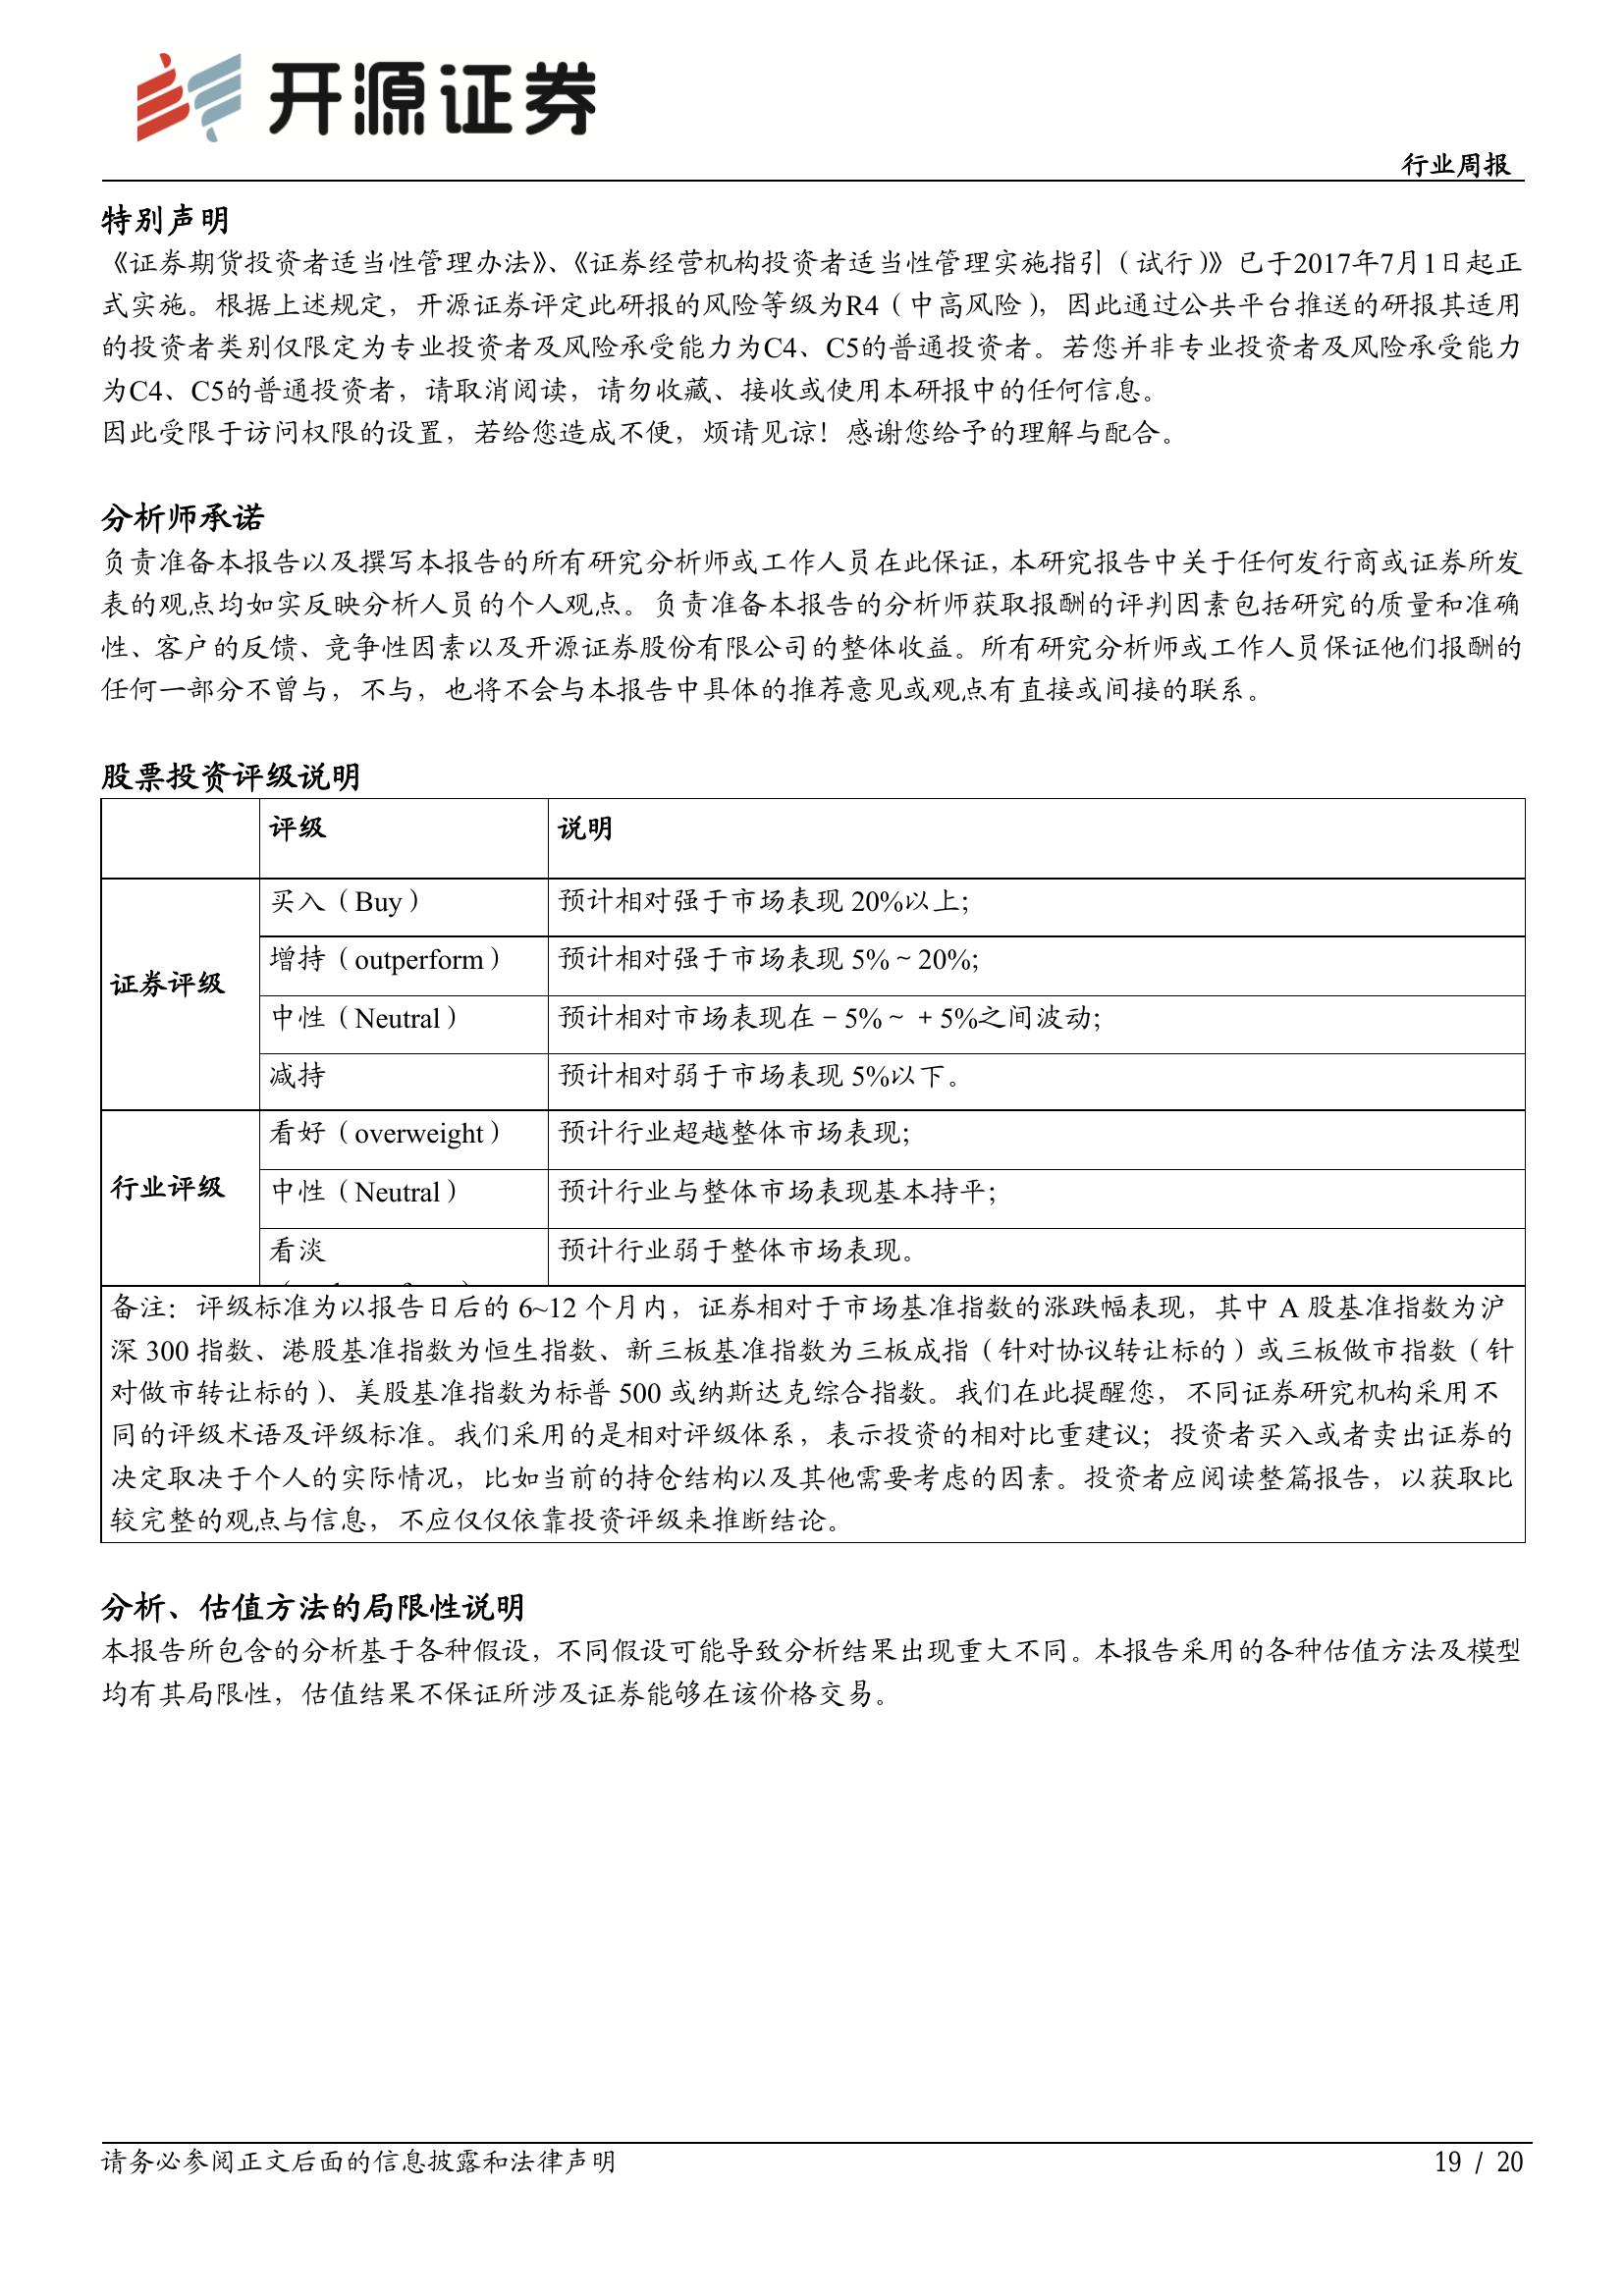 开源证券
行业周报
特别声明
《证券期货投资者适当性管理办法》、《证券经营机构投资者适当性管理实施指引（试行）》已于2017年7月1日起正
式实施。根据上述规定，开源证券评定此研报的风险等级为R4（中高风险），因此通过公共平台推送的研报其适用
的投资者类别仅限定为专业投资者及风险承受能力为C4、C5的普通投资者。若您并非专业投资者及风险承受能力
为C4、C5的普通投资者，请取消阅读，请勿收藏、接收或使用本研报中的任何信息。
因此受限于访问权限的设置，若给您造成不便，烦请见谅！感谢您给予的理解与配合。
分析师承诺
负责准备本报告以及撰写本报告的所有研究分析师或工作人员在此保证，本研究报告中关于任何发行商或证券所发
表的观点均如实反映分析人员的个人观点。负责准备本报告的分析师获取报酬的评判因素包括研究的质量和准确
性、客户的反馈、竞争性因素以及开源证券股份有限公司的整体收益。所有研究分析师或工作人员保证他们报酬的
任何一部分不曾与，不与，也将不会与本报告中具体的推荐意见或观点有直接或间接的联系。
股票投资评级说明
评级 说明
证券评级
买入（Buy） 预计相对强于市场表现 20%以上；
增持（outperform） 预计相对强于市场表现 5%～20%；
中性（Neutral） 预计相对市场表现在－5%～＋5%之间波动；
减持 预计相对弱于市场表现 5%以下。
行业评级
看好（overweight） 预计行业超越整体市场表现；
中性（Neutral） 预计行业与整体市场表现基本持平；
看淡 预计行业弱于整体市场表现。
备注：评级标准为以报告日后的 6~12 个月内，证券相对于市场基准指数的涨跌幅表现，其中 A 股基准指数为沪
深 300 指数、港股基准指数为恒生指数、新三板基准指数为三板成指（针对协议转让标的）或三板做市指数（针
对做市转让标的）、美股基准指数为标普 500 或纳斯达克综合指数。我们在此提醒您，不同证券研究机构采用不
同的评级术语及评级标准。我们采用的是相对评级体系，表示投资的相对比重建议；投资者买入或者卖出证券的
决定取决于个人的实际情况，比如当前的持仓结构以及其他需要考虑的因素。投资者应阅读整篇报告，以获取比
较完整的观点与信息，不应仅仅依靠投资评级来推断结论。
分析、估值方法的局限性说明
本报告所包含的分析基于各种假设，不同假设可能导致分析结果出现重大不同。本报告采用的各种估值方法及模型
均有其局限性，估值结果不保证所涉及证券能够在该价格交易。
请务必参阅正文后面的信息披露和法律声明
19 / 20